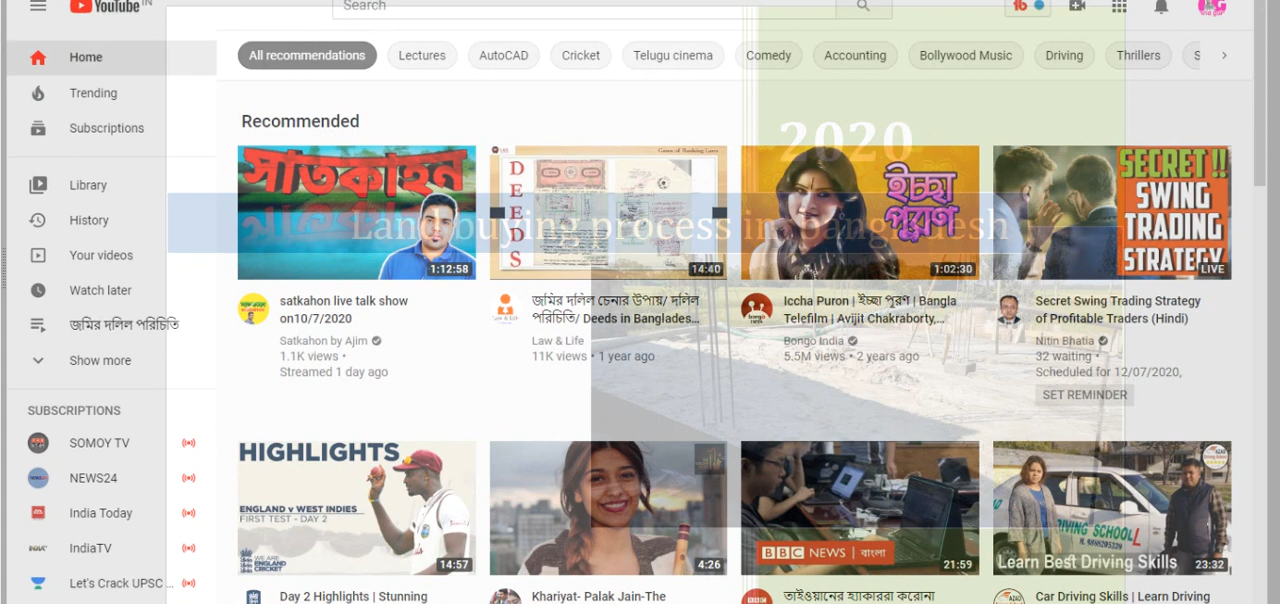 YouTube IN
Search
Home
All recommendations
Lectures
AutoCAD
Cricket
Telugu cinema
Comedy
Accounting
Bollywood Music
Driving
Thrillers
S
Trending
Subscriptions
Recommended
2020
Library
History
Your videos
Watch later
জমির দলিল পরিচিতি
Show more
সাতকাহন
1:12:58
DEEDS
14:40
ইচ্ছা
পুরাণ
1:02:30
SECRET !!
SWING
TRADING
STRATEGY
LIVE
Land buying process in bangladesh
satkahon live talk show
on10/7/2020
Satkahon by Ajim
1.1K views •
Streamed 1 day ago
জমির দলিল চেনার উপায়/ দলিল
পরিচিতি/ Deeds in Banglades...
Law & Life
11K views • 1 year ago
Iccha Puron | ইচ্ছা পুরণ | Bangla
Telefilm | Avijit Chakraborty,...
Bongo India
5.5M views • 2 years ago
Secret Swing Trading Strategy
of Profitable Traders (Hindi)
Nitin Bhatia
32 waiting •
Scheduled for 12/07/2020,
SET REMINDER
SUBSCRIPTIONS
SOMOY TV
NEWS24
India Today
IndiaTV
Let's Crack UPSC ...
HIGHLIGHTS
ENGLAND v WEST INDIES
FIRST TEST - DAY 2
WE ARE
ENGLAND
CRICKET
14:57
4:26
BBC NEWS | বাংলা
21:59
DRIVING SCHOOL
Learn Best Driving Skills
23:32
Day 2 Highlights | Stunning
Khariyat- Palak Jain-The
তাইওয়ানের হ্যাকাররা করোনা
Car Driving Skills | Learn Driving